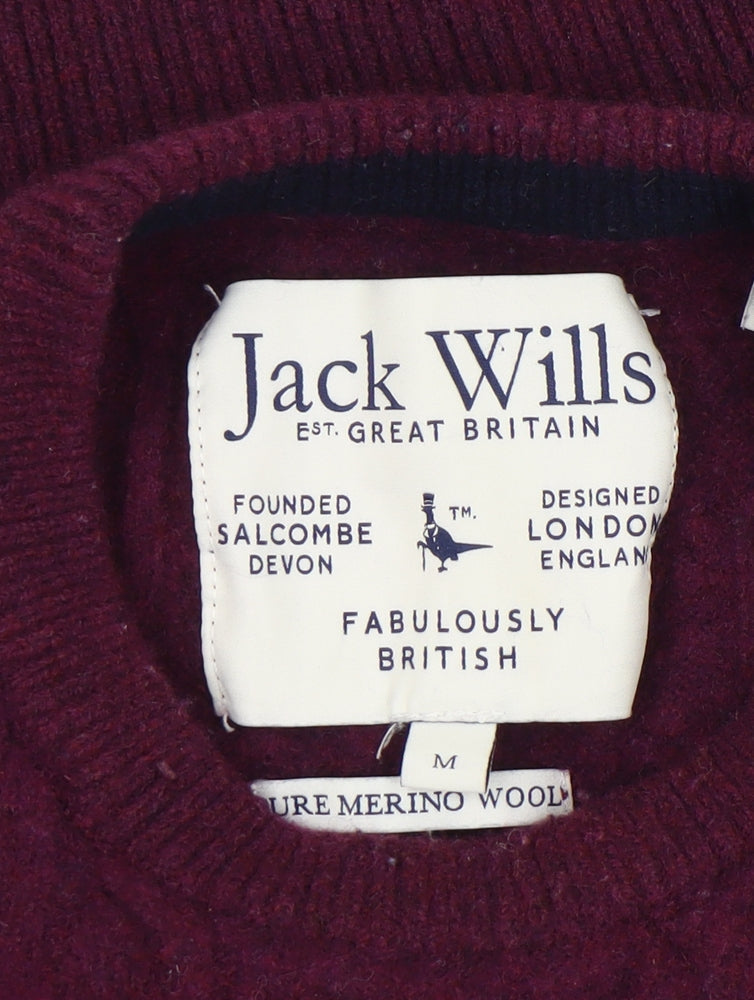 Jack Wills
EST. GREAT BRITAIN
FOUNDED
SALCOMBE
DEVON
TM.
DESIGNED
LONDON
ENGLAN
FABULOUSLY
BRITISH
M
URE MERINO WOOL